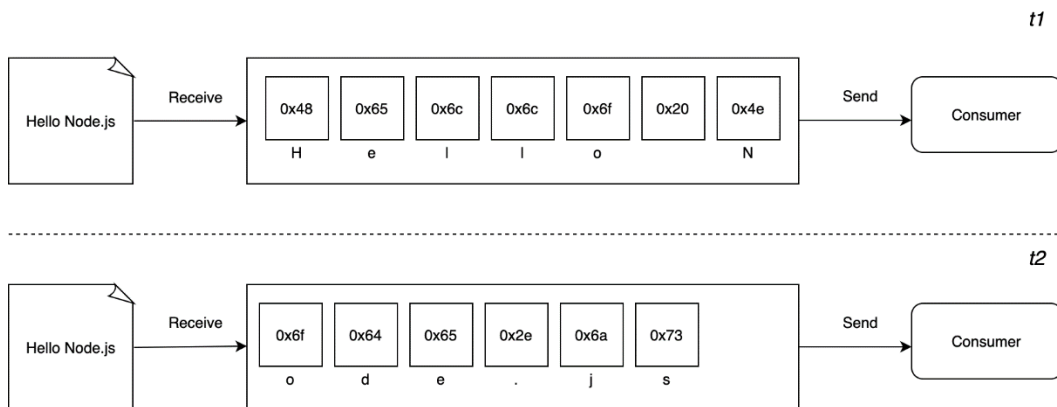 t1
Receive
Send
Hello Node.js
0x48 0x65 0x6c 0x6c 0x6f 0x20 0x4e
Consumer
H e l l o N
t2
Receive
Send
Hello Node.js
0x6f 0x64 0x65 0x2e 0x6a 0x73
Consumer
o d e . j s